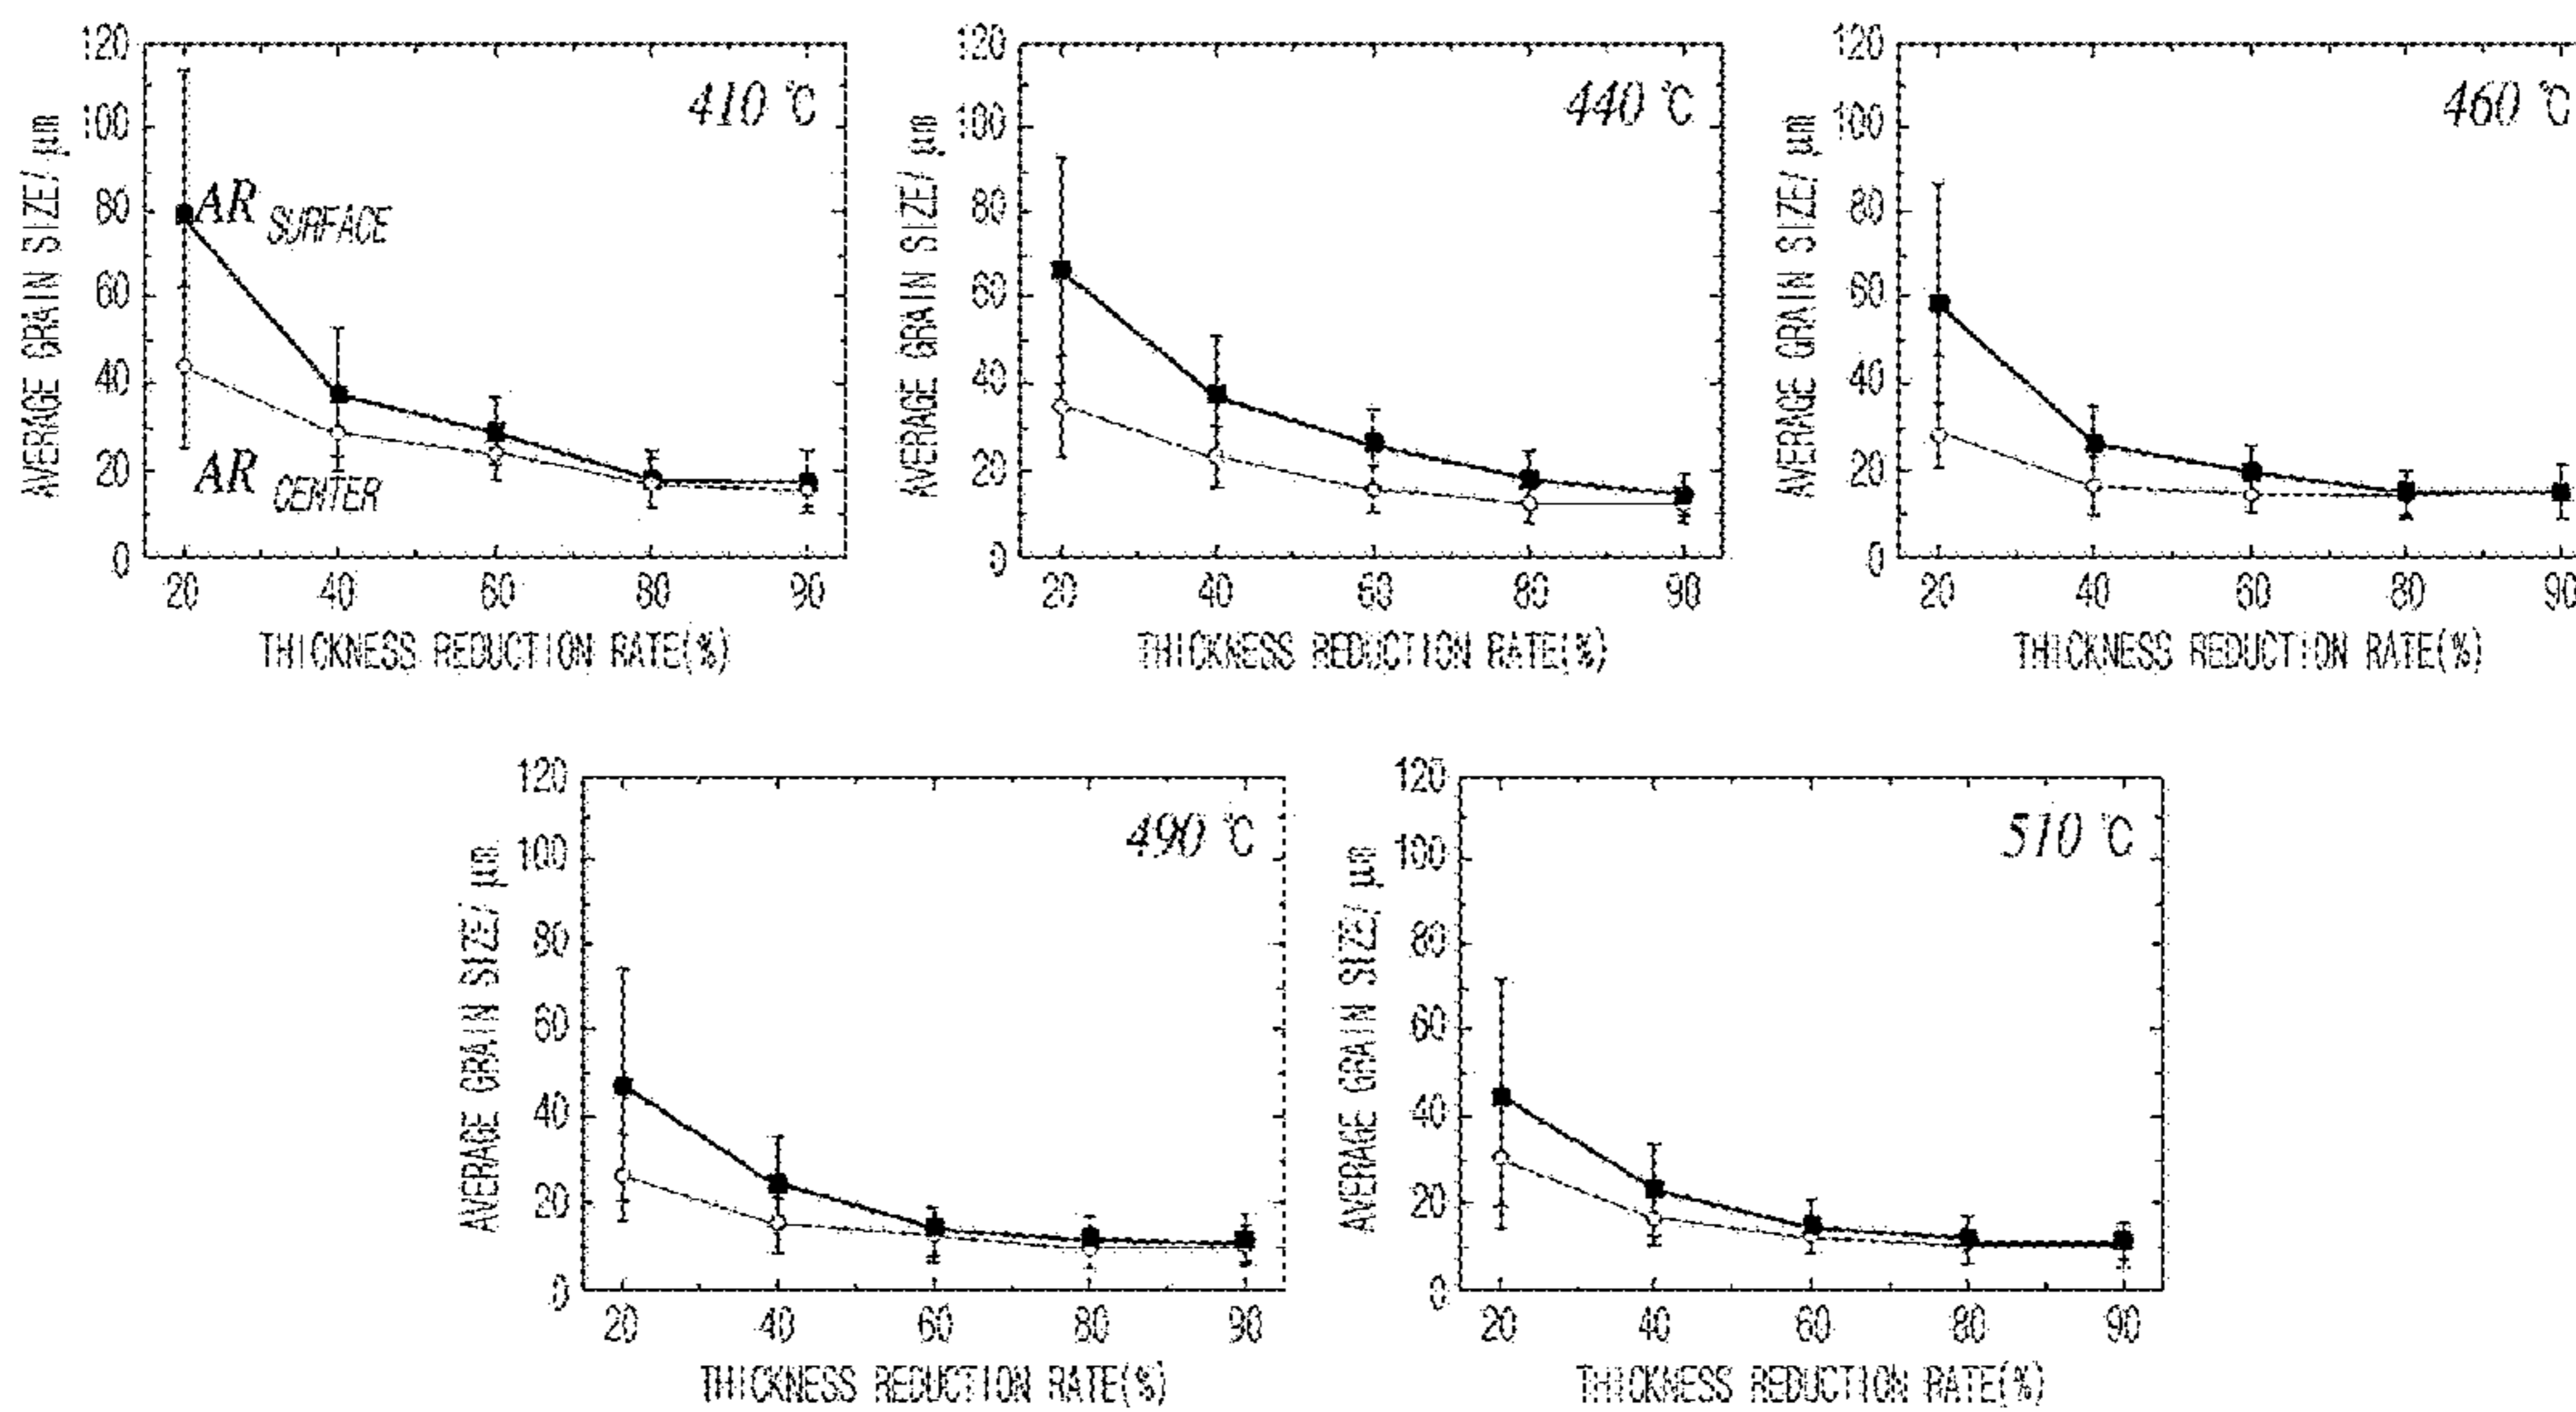 120
100
80
60
40
20
0
AVERAGE GRAIN SIZE/ μm
410 ℃
AR SURFACE
AR CENTER
20 40 60 80 90
THICKNESS REDUCTION RATE(%)
120
100
80
60
40
20
0
AVERAGE GRAIN SIZE/ μm
440 ℃
20 40 60 80 90
THICKNESS REDUCTION RATE(%)
120
100
80
60
40
20
0
AVERAGE GRAIN SIZE/ μm
460 ℃
20 40 60 80 90
THICKNESS REDUCTION RATE(%)
120
100
80
60
40
20
0
AVERAGE GRAIN SIZE/ μm
490 ℃
20 40 60 80 90
THICKNESS REDUCTION RATE(%)
120
100
80
60
40
20
0
AVERAGE GRAIN SIZE/ μm
510 ℃
20 40 60 80 90
THICKNESS REDUCTION RATE(%)